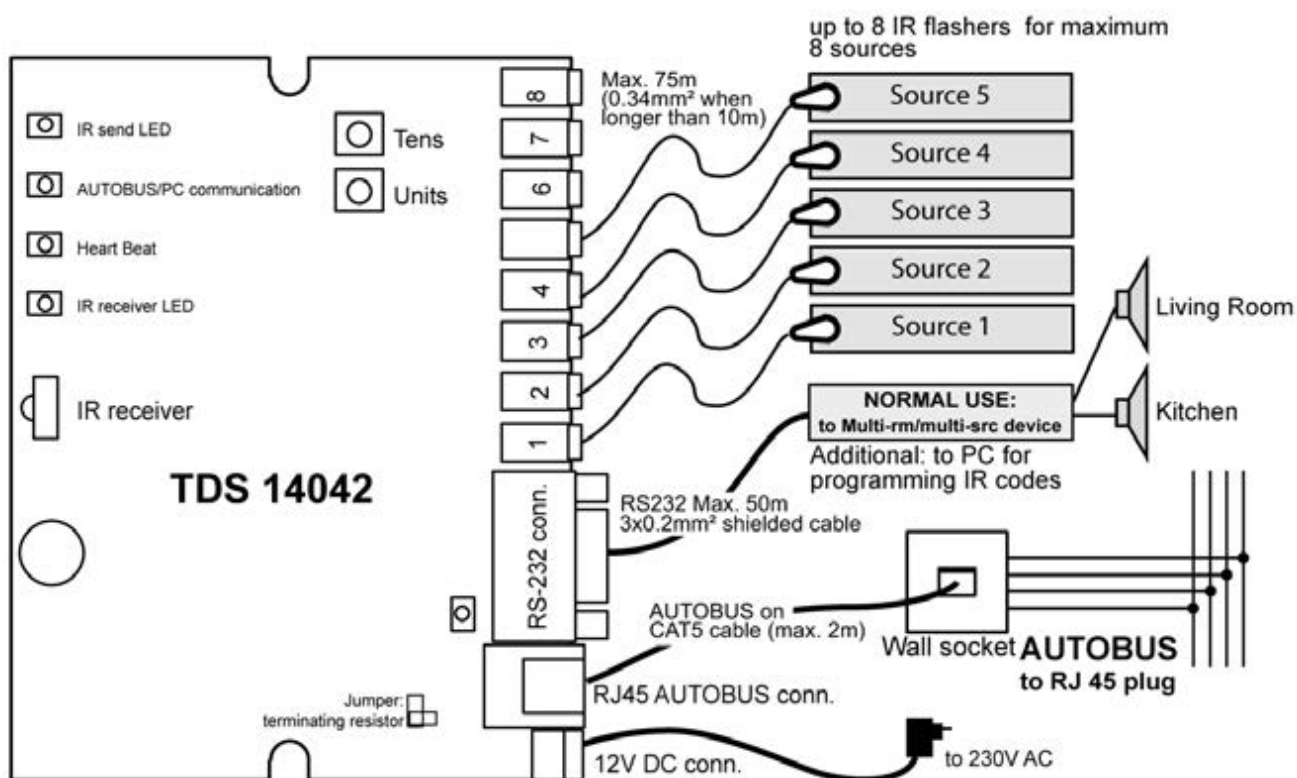 up to 8 IR flashers for maximum
8 sources
Max. 75m
(0.34mm² when
longer than 10m)
IR send LED
AUTOBUS/PC communication
Heart Beat
IR receiver LED
IR receiver
TDS 14042
Tens
Units
8
7
6
4
3
2
1
Source 5
Source 4
Source 3
Source 2
Source 1
Living Room
Kitchen
NORMAL USE:
to Multi-rm/multi-src device
Additional: to PC for
programming IR codes
RS-232 conn.
RS232 Max. 50m
3x0.2mm² shielded cable
AUTOBUS on
CAT5 cable (max. 2m)
Wall socket
AUTOBUS
to RJ 45 plug
RJ45 AUTOBUS conn.
Jumper:
terminating resistor
12V DC conn.
to 230V AC